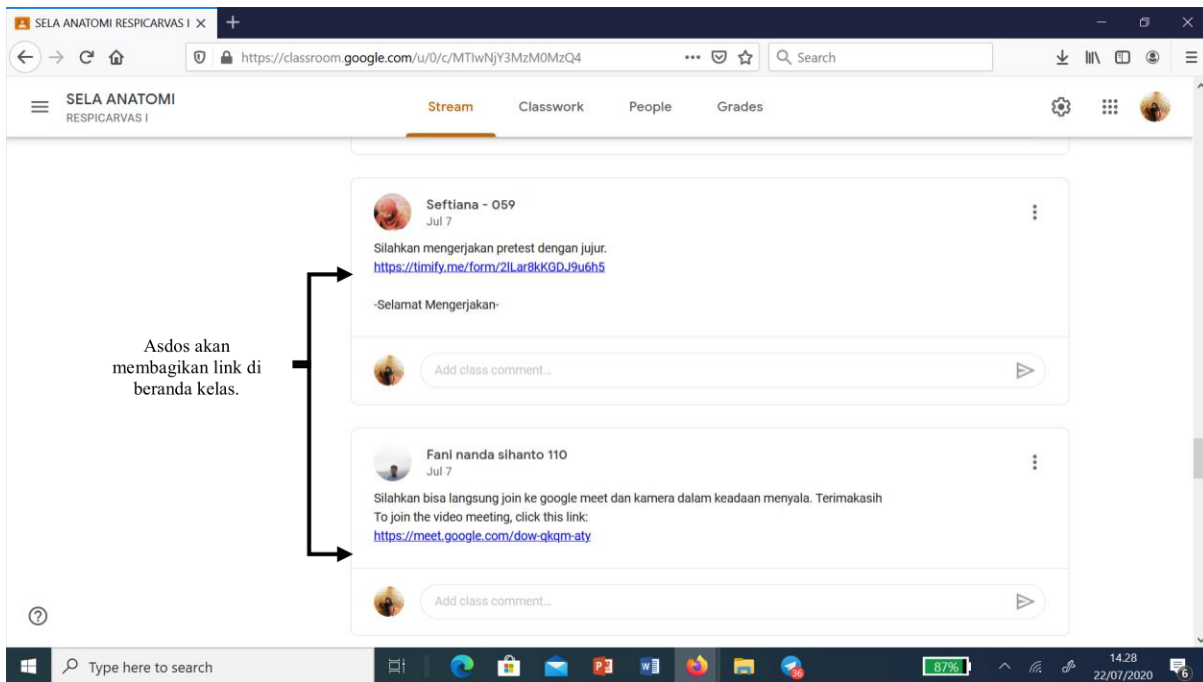 SELA ANATOMI RESPICARVAS I
https://classroom.google.com/u/0/c/MTIwNjY3MzM0MzQ4
Search
SELA ANATOMI
RESPICARVAS I
Stream
Classwork
People
Grades
Seftiana - 059
Jul 7
Silahkan mengerjakan pretest dengan jujur.
https://timify.me/form/2lLar8kKGDJ9u6h5
-Selamat Mengerjakan-
Add class comment...
Asdos akan
membagikan link di
beranda kelas.
Fani nanda sihanto 110
Jul 7
Silahkan bisa langsung join ke google meet dan kamera dalam keadaan menyala. Terimakasih
To join the video meeting, click this link:
https://meet.google.com/dow-qkqm-aty
Add class comment...
Type here to search
36
87%
14.28
22/07/2020
6